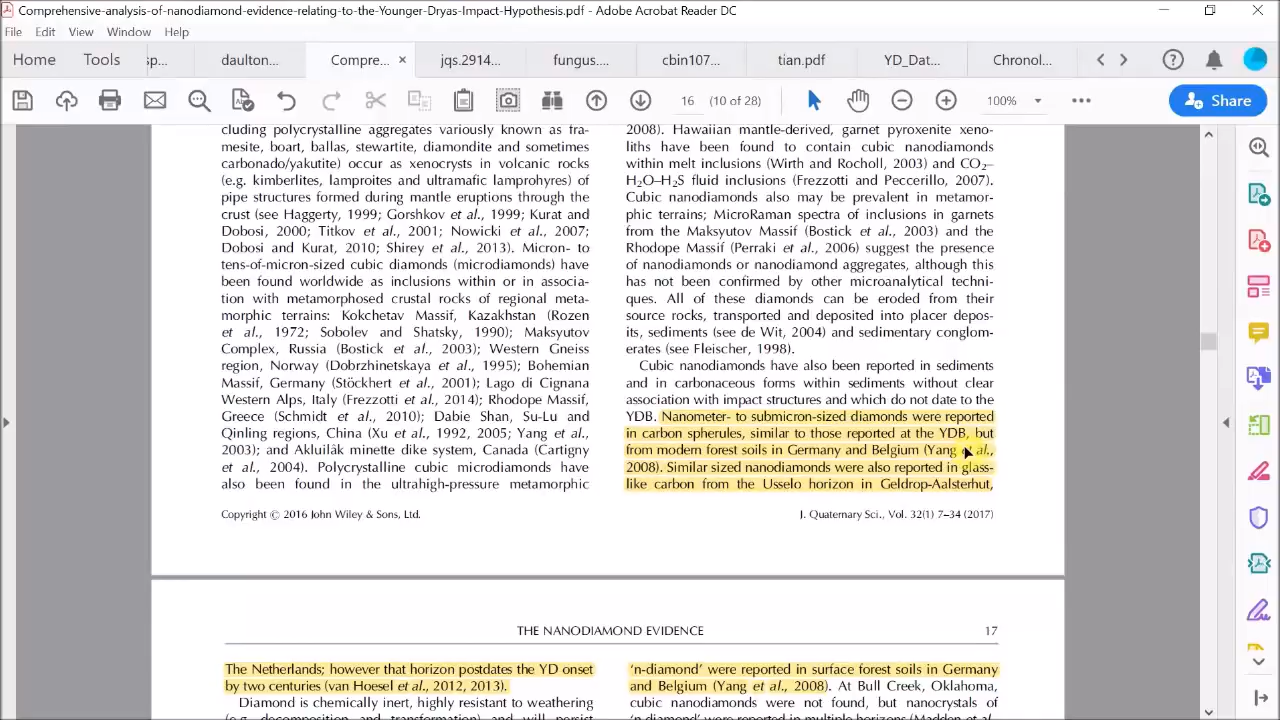 Comprehensive-analysis-of-nanodiamond-evidence-relating-to-the-Younger-Dryas-Impact-Hypothesis.pdf - Adobe Acrobat Reader DC
File Edit View Window Help
Home Tools sp... daulton... Compre... × jqs.2914... fungus.... cbin107... tian.pdf YD_Dat... Chronol...
16 (10 of 28) 100% Share
cluding polycrystalline aggregates variously known as fra-
mesite, boart, ballas, stewartite, diamondite and sometimes
carbonado/yakutite) occur as xenocrysts in volcanic rocks
(e.g. kimberlites, lamproites and ultramafic lamprohyres) of
pipe structures formed during mantle eruptions through the
crust (see Haggerty, 1999; Gorshkov et al., 1999; Kurat and
Dobosi, 2000; Titkov et al., 2001; Nowicki et al., 2007;
Dobosi and Kurat, 2010; Shirey et al., 2013). Micron- to
tens-of-micron-sized cubic diamonds (microdiamonds) have
been found worldwide as inclusions within or in associa-
tion with metamorphosed crustal rocks of regional meta-
morphic terrains: Kokchetav Massif, Kazakhstan (Rozen
et al., 1972; Sobolev and Shatsky, 1990); Maksyutov
Complex, Russia (Bostick et al., 2003); Western Gneiss
region, Norway (Dobrzhinetskaya et al., 1995); Bohemian
Massif, Germany (Stöckhert et al., 2001); Lago di Cignana
Western Alps, Italy (Frezzotti et al., 2014); Rhodope Massif,
Greece (Schmidt et al., 2010); Dabie Shan, Su-Lu and
Qinling regions, China (Xu et al., 1992, 2005; Yang et al.,
2003); and Akluilâk minette dike system, Canada (Cartigny
et al., 2004). Polycrystalline cubic microdiamonds have
also been found in the ultrahigh-pressure metamorphic
2008). Hawaiian mantle-derived, garnet pyroxenite xeno-
liths have been found to contain cubic nanodiamonds
within melt inclusions (Wirth and Rocholl, 2003) and CO₂–
H₂O–H₂S fluid inclusions (Frezzotti and Peccerillo, 2007).
Cubic nanodiamonds also may be prevalent in metamor-
phic terrains; MicroRaman spectra of inclusions in garnets
from the Maksyutov Massif (Bostick et al., 2003) and the
Rhodope Massif (Perraki et al., 2006) suggest the presence
of nanodiamonds or nanodiamond aggregates, although this
has not been confirmed by other microanalytical techni-
ques. All of these diamonds can be eroded from their
source rocks, transported and deposited into placer depos-
its, sediments (see de Wit, 2004) and sedimentary conglom-
erates (see Fleischer, 1998).
Cubic nanodiamonds have also been reported in sediments
and in carbonaceous forms within sediments without clear
association with impact structures and which do not date to the
YDB. Nanometer- to submicron-sized diamonds were reported
in carbon spherules, similar to those reported at the YDB, but
from modern forest soils in Germany and Belgium (Yang et al.,
2008). Similar sized nanodiamonds were also reported in glass-
like carbon from the Usselo horizon in Geldrop-Aalsterhut,
Copyright © 2016 John Wiley & Sons, Ltd.
J. Quaternary Sci., Vol. 32(1) 7–34 (2017)
THE NANODIAMOND EVIDENCE 17
The Netherlands; however that horizon postdates the YD onset
by two centuries (van Hoesel et al., 2012, 2013).
Diamond is chemically inert, highly resistant to weathering
(e.g. decomposition and transformation) and will persist
'n-diamond' were reported in surface forest soils in Germany
and Belgium (Yang et al., 2008). At Bull Creek, Oklahoma,
cubic nanodiamonds were not found, but nanocrystals of
'n-diamond' were reported in multiple horizons (Madden et al.